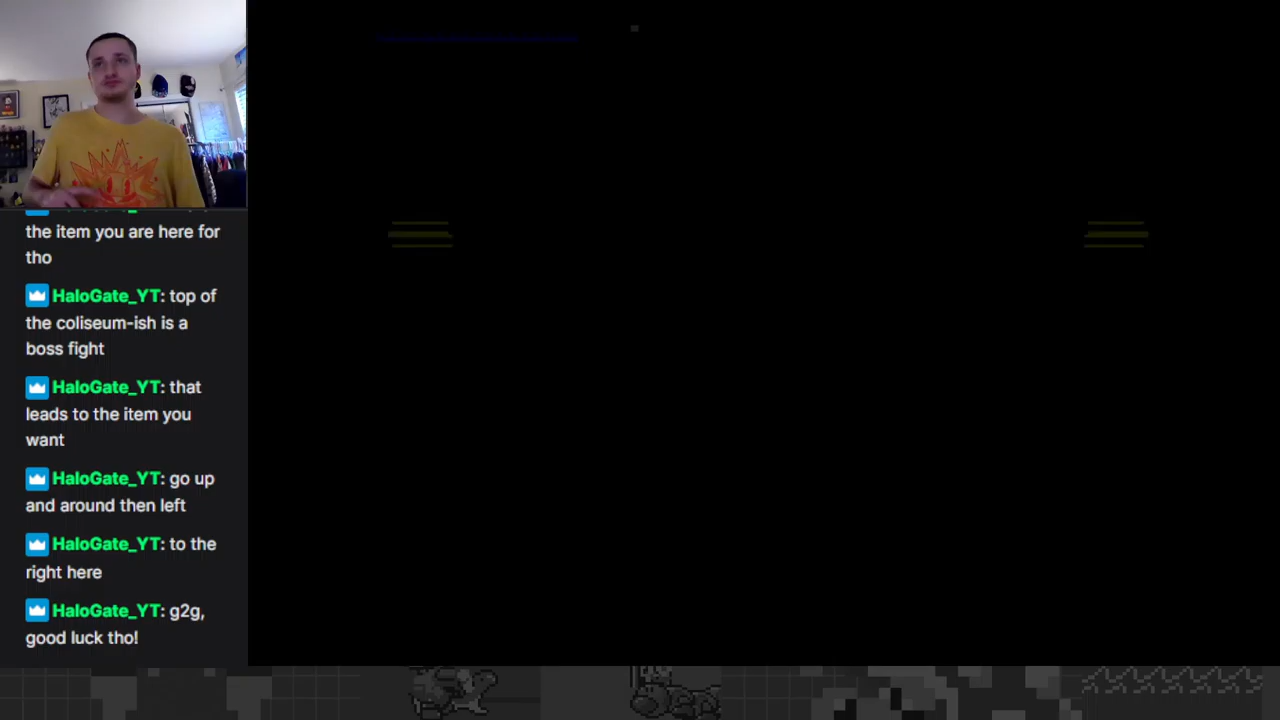 the item you are here for
tho
HaloGate_YT: top of
the coliseum-ish is a
boss fight
HaloGate_YT: that
leads to the item you
want
HaloGate_YT: go up
and around then left
HaloGate_YT: to the
right here
HaloGate_YT: g2g,
good luck tho!